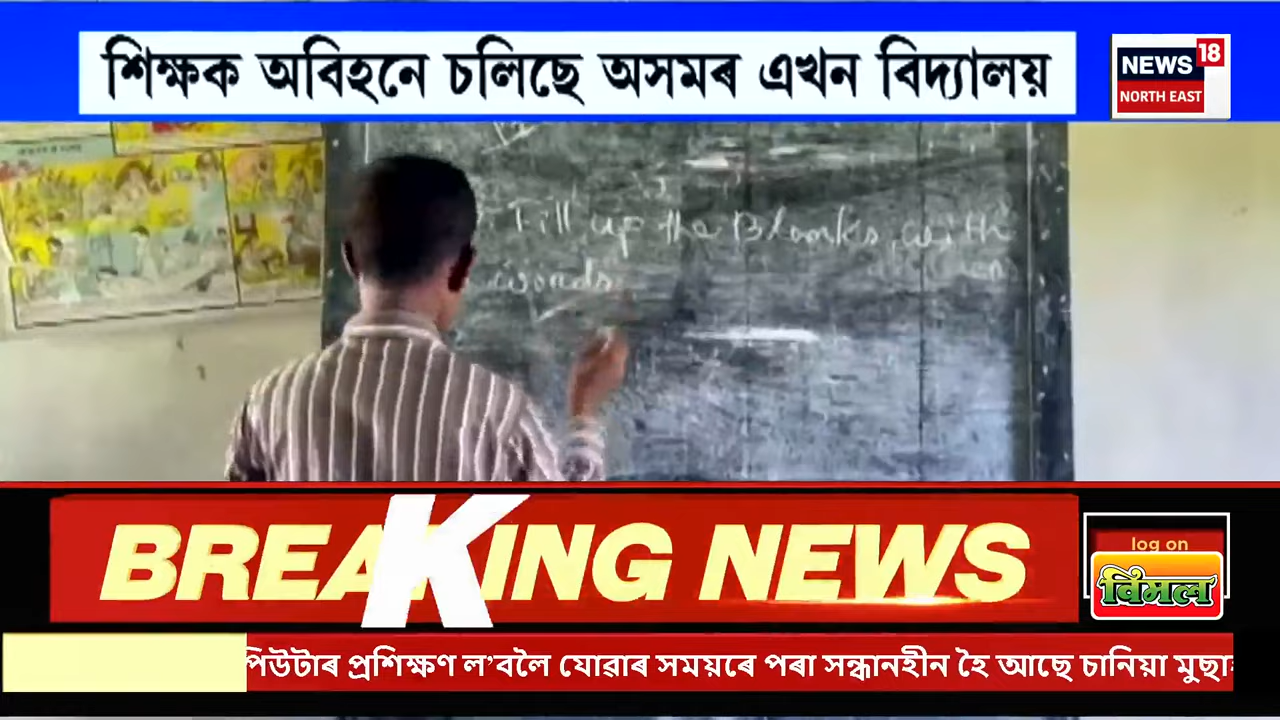 শিক্ষক অবিহনে চলিছে অসমৰ এখন বিদ্যালয়
NEWS 18
NORTH EAST
Fill up the Blanks, with
words
BREAKING NEWS
log on
বিমল
পিউটাৰ প্ৰশিক্ষণ ল'বলৈ যোৱাৰ সময়ৰে পৰা সন্ধানহীন হৈ আছে চানিয়া মুছা